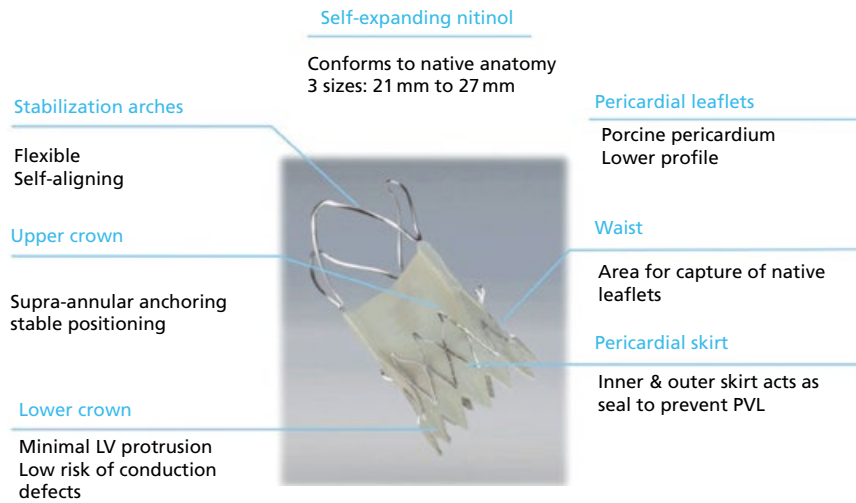 Self-expanding nitinol
Conforms to native anatomy
3 sizes: 21 mm to 27 mm
Stabilization arches
Flexible
Self-aligning
Upper crown
Supra-annular anchoring
stable positioning
Lower crown
Minimal LV protrusion
Low risk of conduction
defects
Pericardial leaflets
Porcine pericardium
Lower profile
Waist
Area for capture of native
leaflets
Pericardial skirt
Inner & outer skirt acts as
seal to prevent PVL